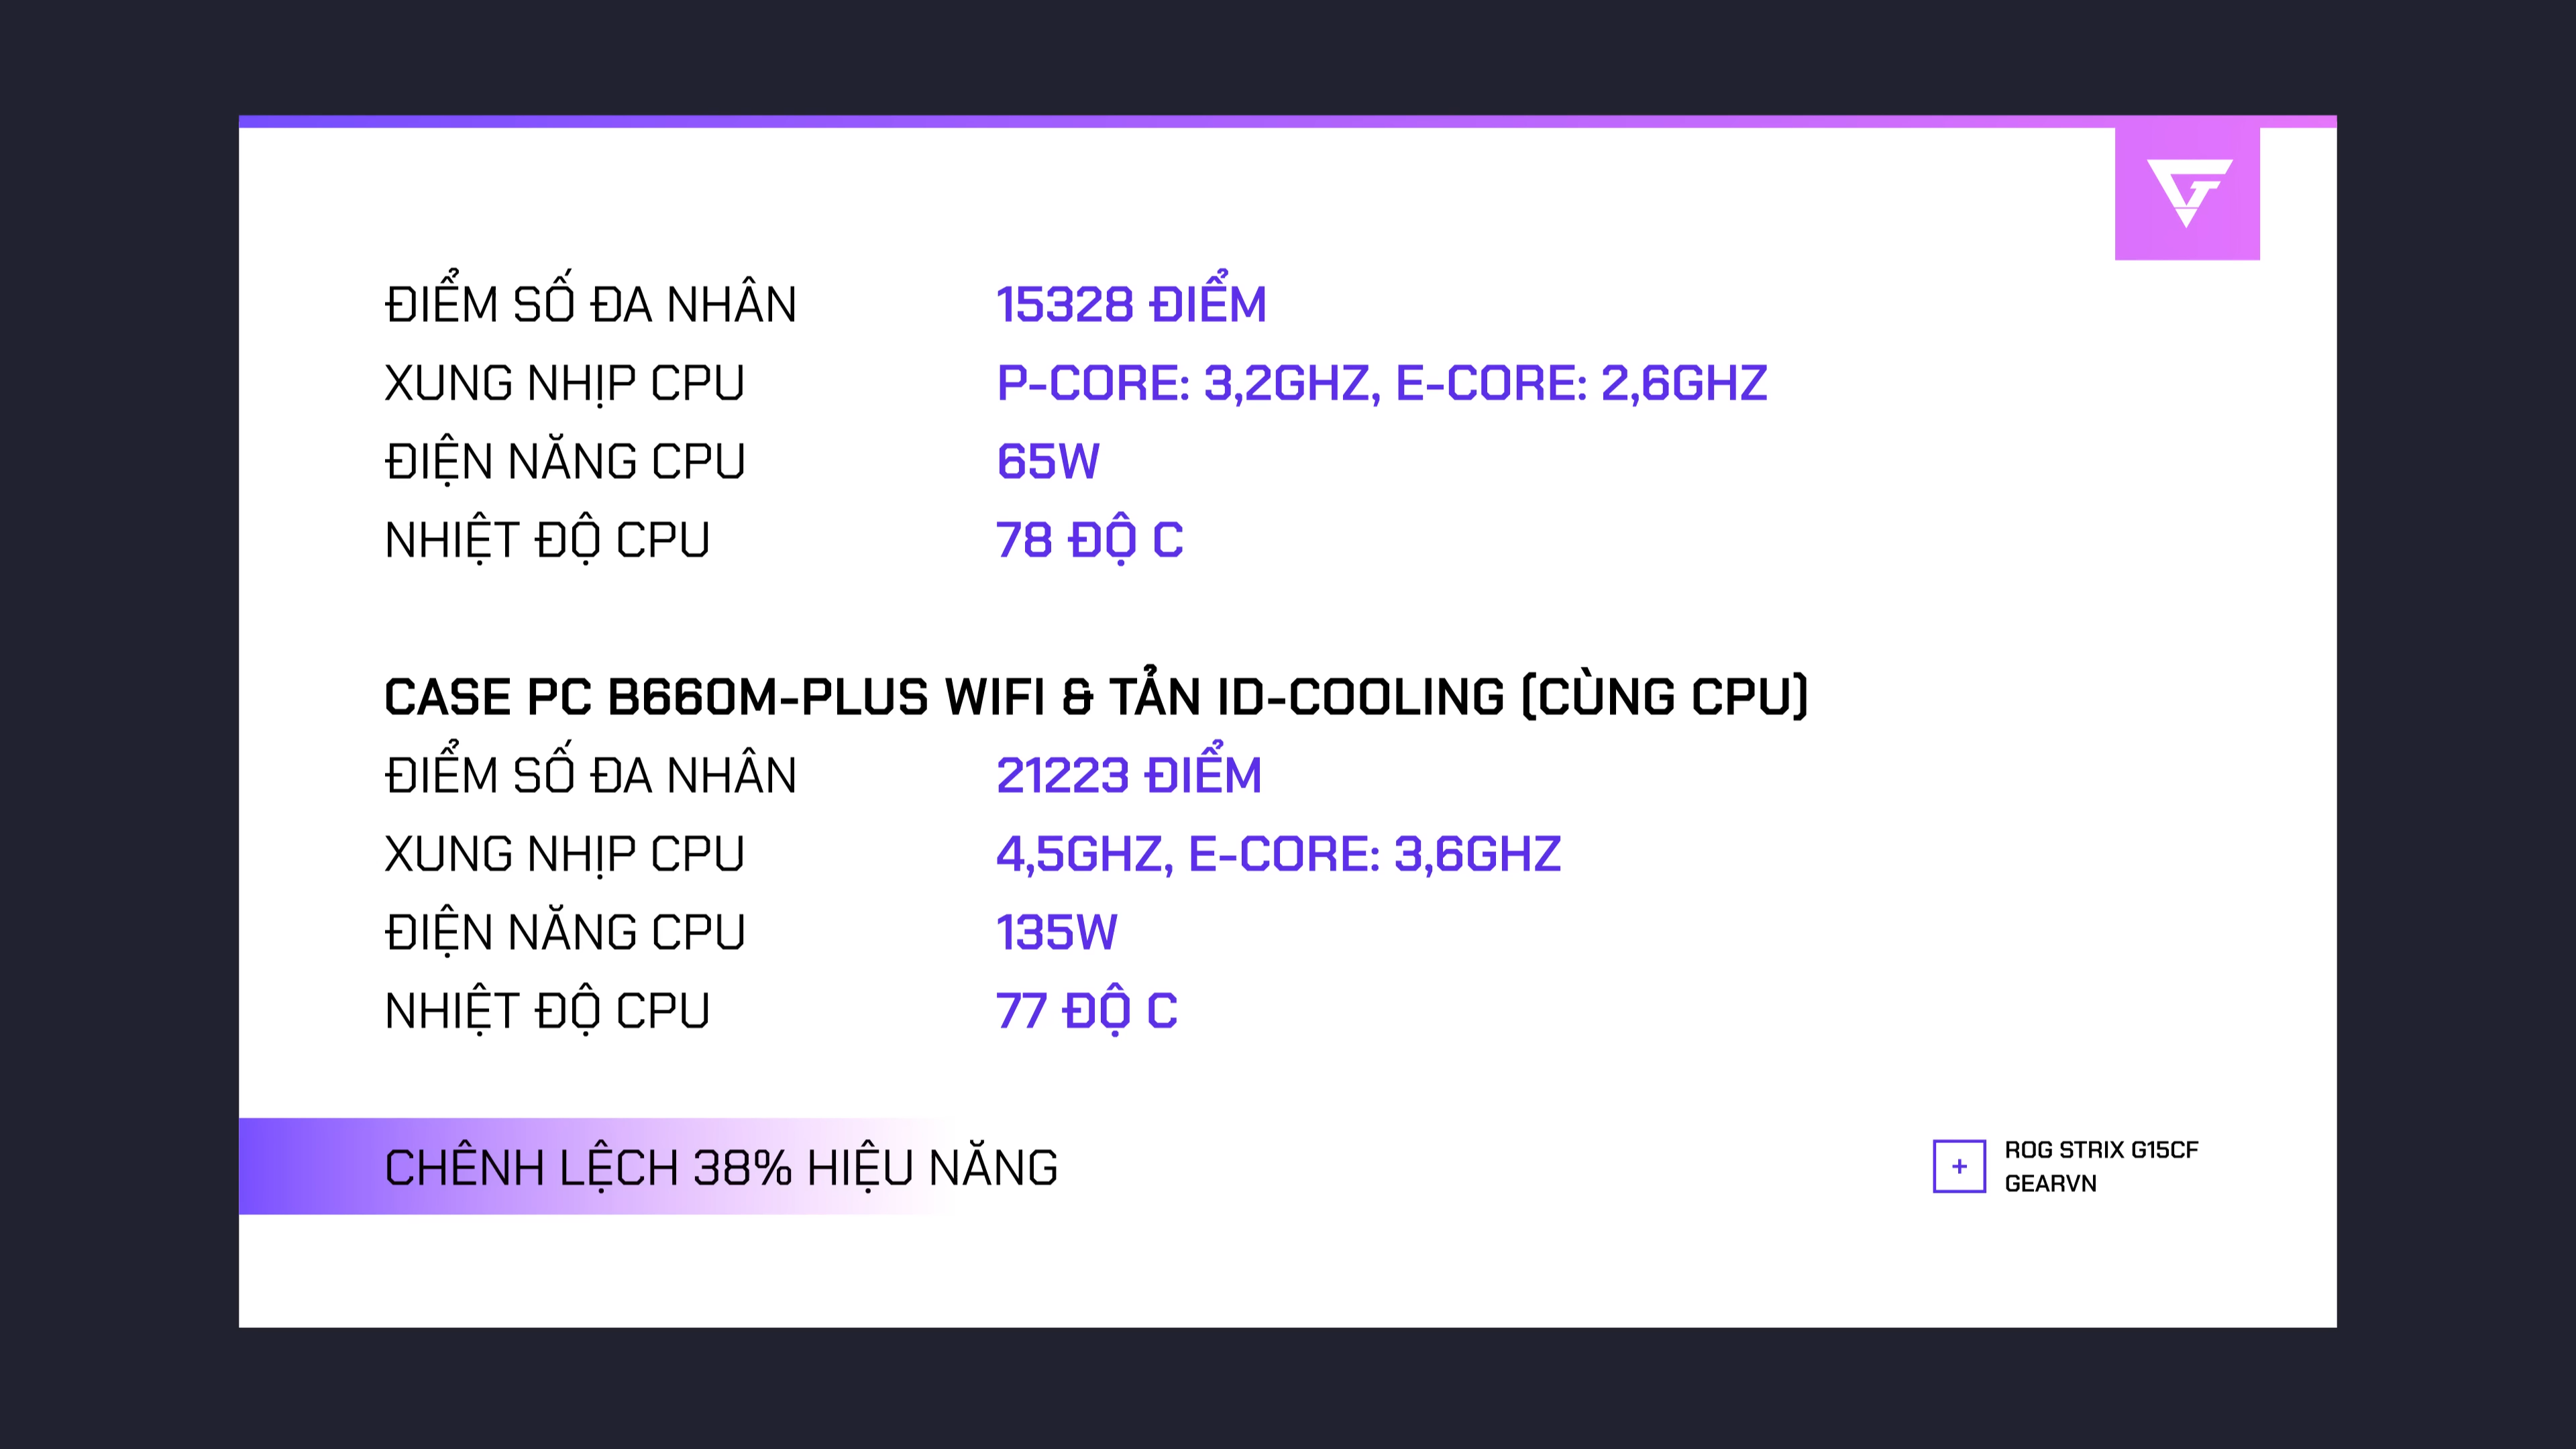 ĐIỂM SỐ ĐA NHÂN 15328 ĐIỂM
XUNG NHỊP CPU P-CORE: 3,2GHZ, E-CORE: 2,6GHZ
ĐIỆN NĂNG CPU 65W
NHIỆT ĐỘ CPU 78 ĐỘ C
CASE PC B660M-PLUS WIFI & TẢN ID-COOLING (CÙNG CPU)
ĐIỂM SỐ ĐA NHÂN 21223 ĐIỂM
XUNG NHỊP CPU 4,5GHZ, E-CORE: 3,6GHZ
ĐIỆN NĂNG CPU 135W
NHIỆT ĐỘ CPU 77 ĐỘ C
CHÊNH LỆCH 38% HIỆU NĂNG
ROG STRIX G15CF
GEARVN